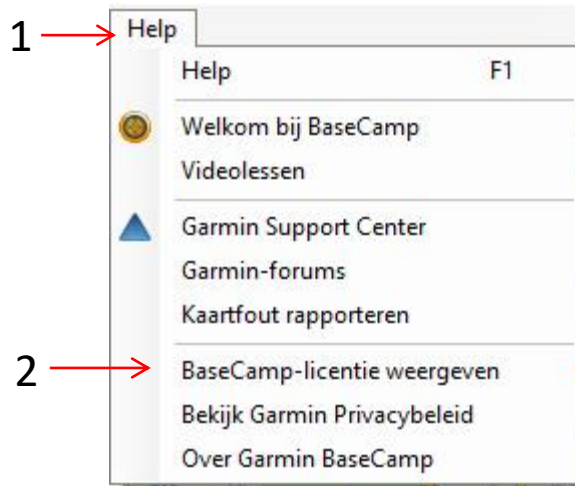 1 Help
Help F1
Welkom bij BaseCamp
Videolessen
Garmin Support Center
Garmin-forums
Kaartfout rapporteren
2 BaseCamp-licentie weergeven
Bekijk Garmin Privacybeleid
Over Garmin BaseCamp